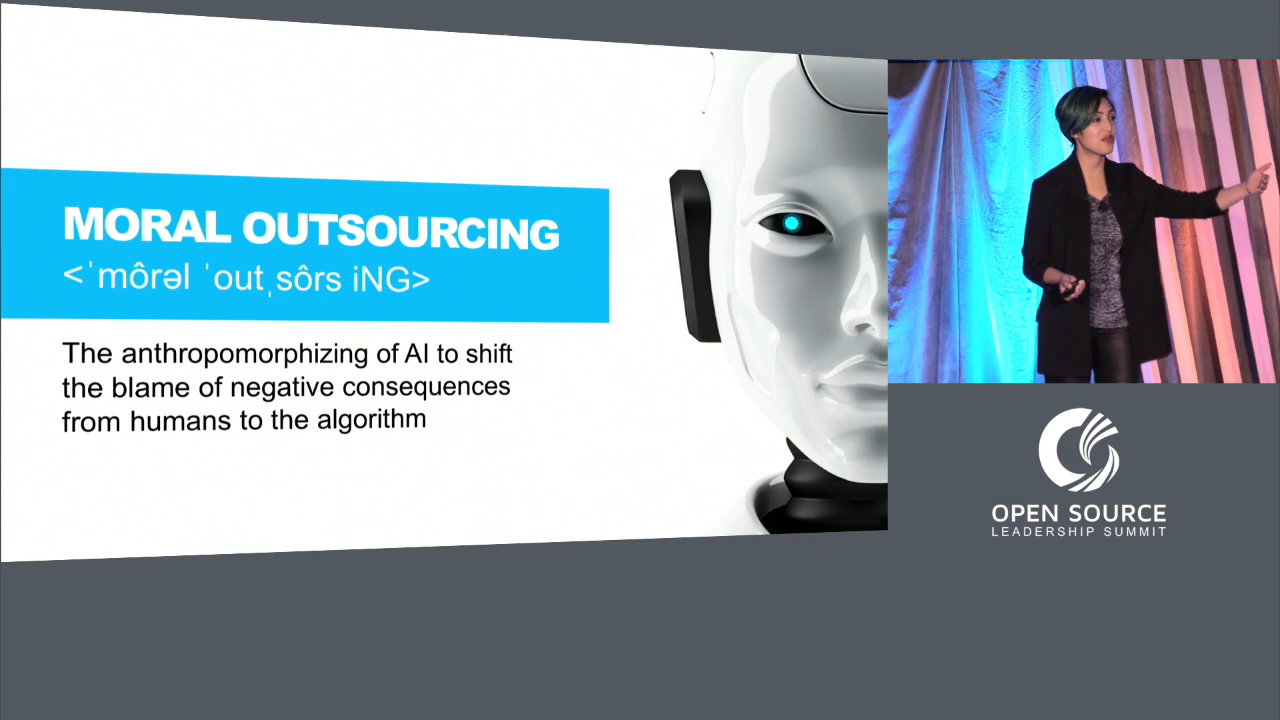 MORAL OUTSOURCING
<ˈmôrəl ˈoutˌsôrs iNG>
The anthropomorphizing of AI to shift
the blame of negative consequences
from humans to the algorithm
OPEN SOURCE
LEADERSHIP SUMMIT